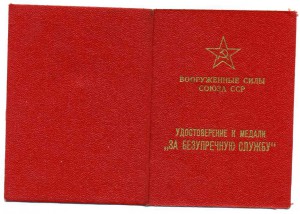 ВООРУЖЕННЫЕ СИЛЫ
СОЮЗА ССР
УДОСТОВЕРЕНИЕ К МЕДАЛИ
„ЗА БЕЗУПРЕЧНУЮ СЛУЖБУ“